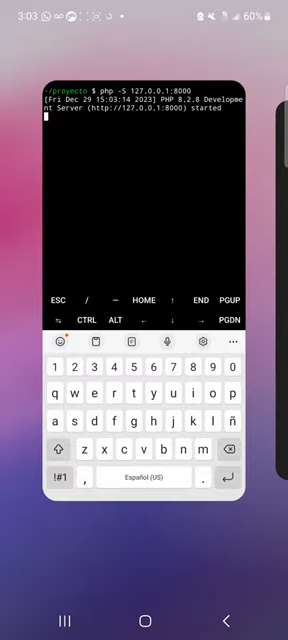 3:03
60%
~/proyecto $ php -S 127.0.0.1:8000
[Fri Dec 29 15:03:14 2023] PHP 8.2.8 Developme
nt Server (http://127.0.0.1:8000) started
ESC / — HOME ↑ END PGUP
⇆ CTRL ALT ← ↓ → PGDN
1 2 3 4 5 6 7 8 9 0
q w e r t y u i o p
a s d f g h j k l ñ
z x c v b n m
!#1 , Español (US) .